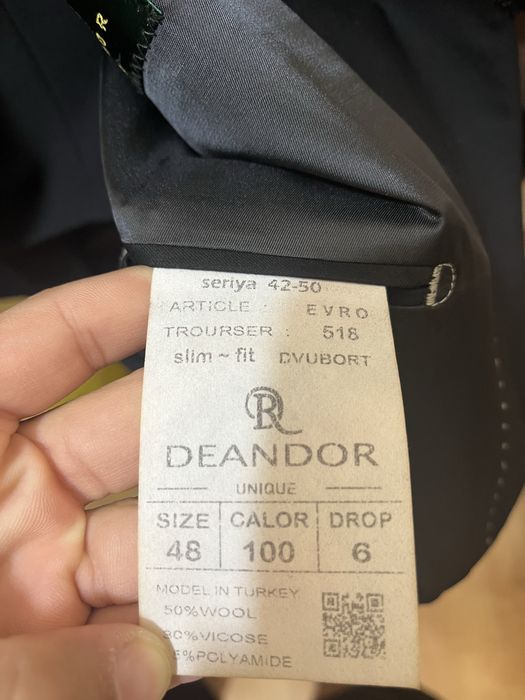 seriya 42-50
ARTICLE : EVRO
TROURSER : 518
slim ~ fit DVUBORT
DEANDOR
UNIQUE
SIZE CALOR DROP
48 100 6
MODEL IN TURKEY
50%WOOL
%VICOSE
%POLYAMIDE